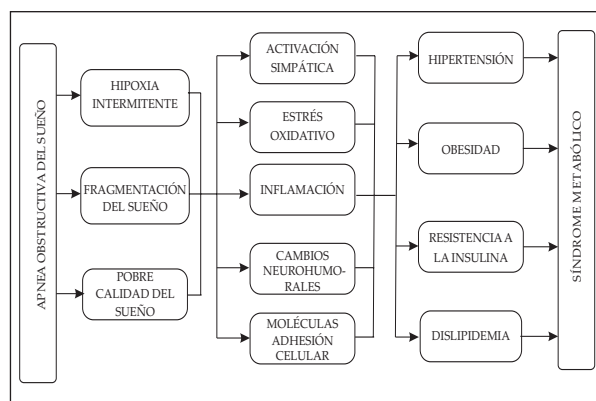 APNEA OBSTRUCTIVA DEL SUEÑO
HIPOXIA
INTERMITENTE
FRAGMENTACIÓN
DEL SUEÑO
POBRE
CALIDAD DEL
SUEÑO
ACTIVACIÓN
SIMPÁTICA
ESTRÉS
OXIDATIVO
INFLAMACIÓN
CAMBIOS
NEUROHUMO-
RALES
MOLÉCULAS
ADHESIÓN
CELULAR
HIPERTENSIÓN
OBESIDAD
RESISTENCIA A
LA INSULINA
DISLIPIDEMIA
SÍNDROME METABÓLICO